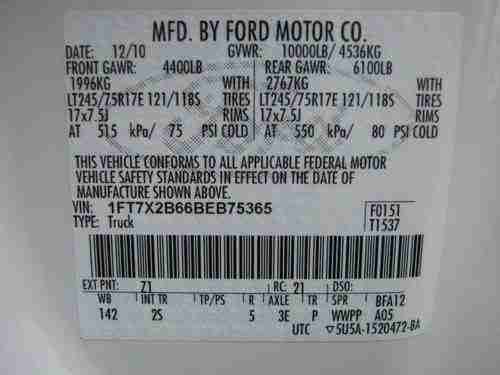 MFD. BY FORD MOTOR CO.
DATE: 12/10 GVWR: 10000LB/ 4536KG
FRONT GAWR: 4400LB REAR GAWR: 6100LB
1996KG WITH 2767KG WITH
LT245/75R17E 121/118S TIRES LT245/75R17E 121/118S TIRES
17x7.5J RIMS 17x7.5J RIMS
AT 515 kPa/ 75 PSI COLD AT 550 kPa/ 80 PSI COLD
THIS VEHICLE CONFORMS TO ALL APPLICABLE FEDERAL MOTOR
VEHICLE SAFETY STANDARDS IN EFFECT ON THE DATE OF
MANUFACTURE SHOWN ABOVE.
VIN: 1FT7X2B66BEB75365 F0151
TYPE: Truck T1537
EXT PNT: Z1 RC: 21 DSO:
WB INT TR TP/PS R AXLE TR SPR BFA12
142 2S 5 3E P WWPP A05
UTC ▽5U5A-1520472-BA